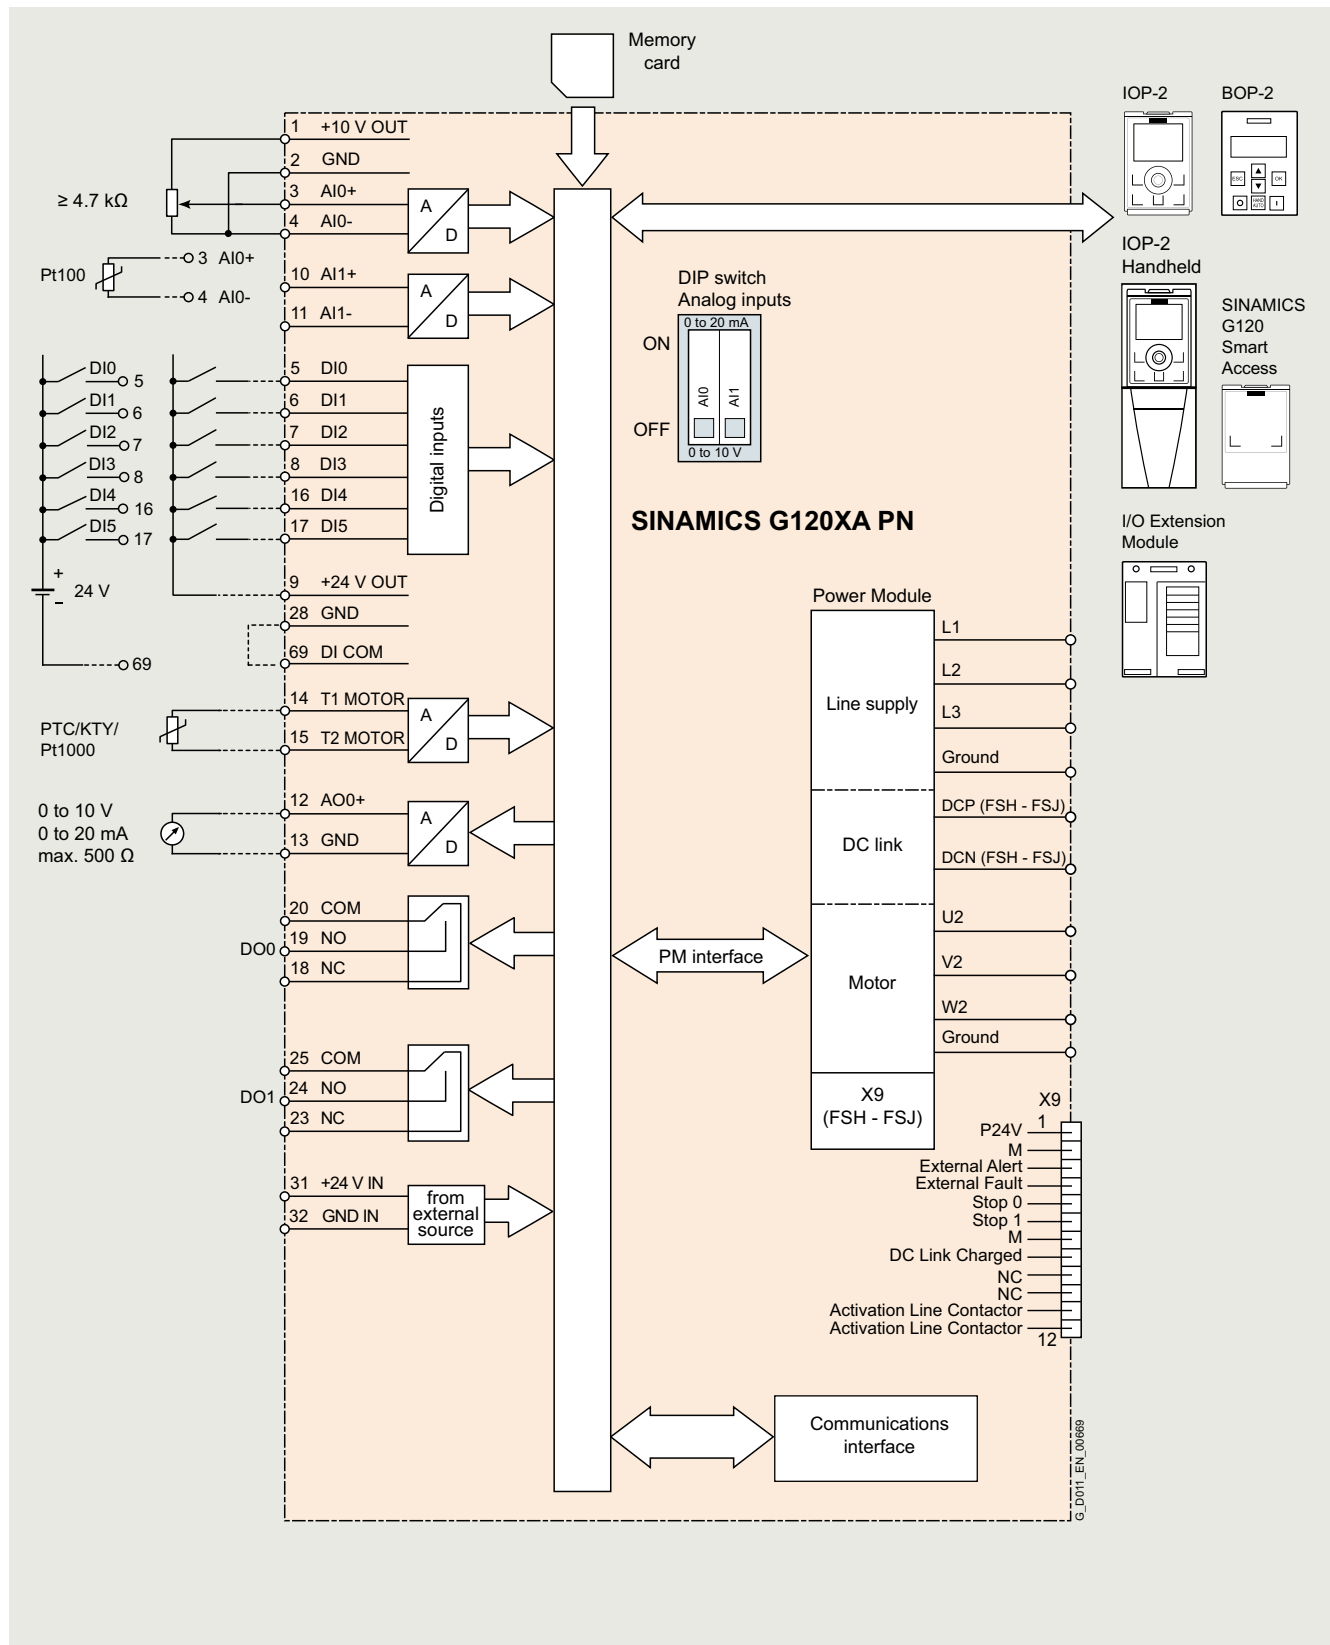 Memory
card
IOP-2
BOP-2
ESC
OK
HAND
AUTO
IOP-2
Handheld
SINAMICS
G120
Smart
Access
I/O Extension
Module
1 +10 V OUT
2 GND
3 AI0+
4 AI0-
≥ 4.7 kΩ
A
D
Pt100
3 AI0+
4 AI0-
10 AI1+
11 AI1-
A
D
DIP switch
Analog inputs
0 to 20 mA
ON
AI0
AI1
OFF
0 to 10 V
DI0 5
DI1 6
DI2 7
DI3 8
DI4 16
DI5 17
+
24 V
–
69
5 DI0
6 DI1
7 DI2
8 DI3
16 DI4
17 DI5
Digital inputs
9 +24 V OUT
28 GND
69 DI COM
SINAMICS G120XA PN
14 T1 MOTOR
15 T2 MOTOR
A
D
PTC/KTY/
Pt1000
0 to 10 V
0 to 20 mA
max. 500 Ω
12 AO0+
13 GND
A
D
DO0
20 COM
19 NO
18 NC
DO1
25 COM
24 NO
23 NC
31 +24 V IN
32 GND IN
from
external
source
PM interface
Power Module
Line supply
DC link
Motor
X9
(FSH - FSJ)
L1
L2
L3
Ground
DCP (FSH - FSJ)
DCN (FSH - FSJ)
U2
V2
W2
Ground
X9
1
P24V
M
External Alert
External Fault
Stop 0
Stop 1
M
DC Link Charged
NC
NC
Activation Line Contactor
Activation Line Contactor
12
Communications
interface
G_D011_EN_00669